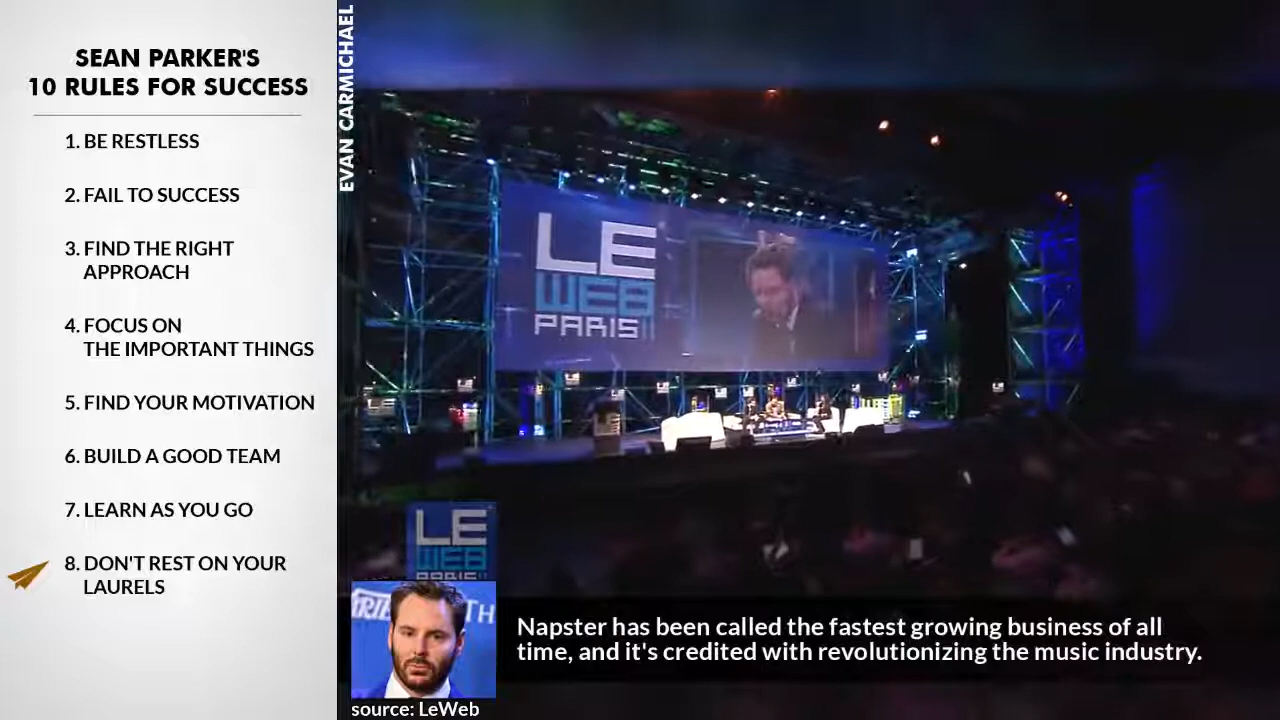 SEAN PARKER'S
10 RULES FOR SUCCESS
1. BE RESTLESS
2. FAIL TO SUCCESS
3. FIND THE RIGHT
APPROACH
4. FOCUS ON
THE IMPORTANT THINGS
5. FIND YOUR MOTIVATION
6. BUILD A GOOD TEAM
7. LEARN AS YOU GO
8. DON'T REST ON YOUR
LAURELS
EVAN CARMICHAEL
LE
WEB
PARIS
LE
WEB
PARIS
Napster has been called the fastest growing business of all
time, and it's credited with revolutionizing the music industry.
source: LeWeb